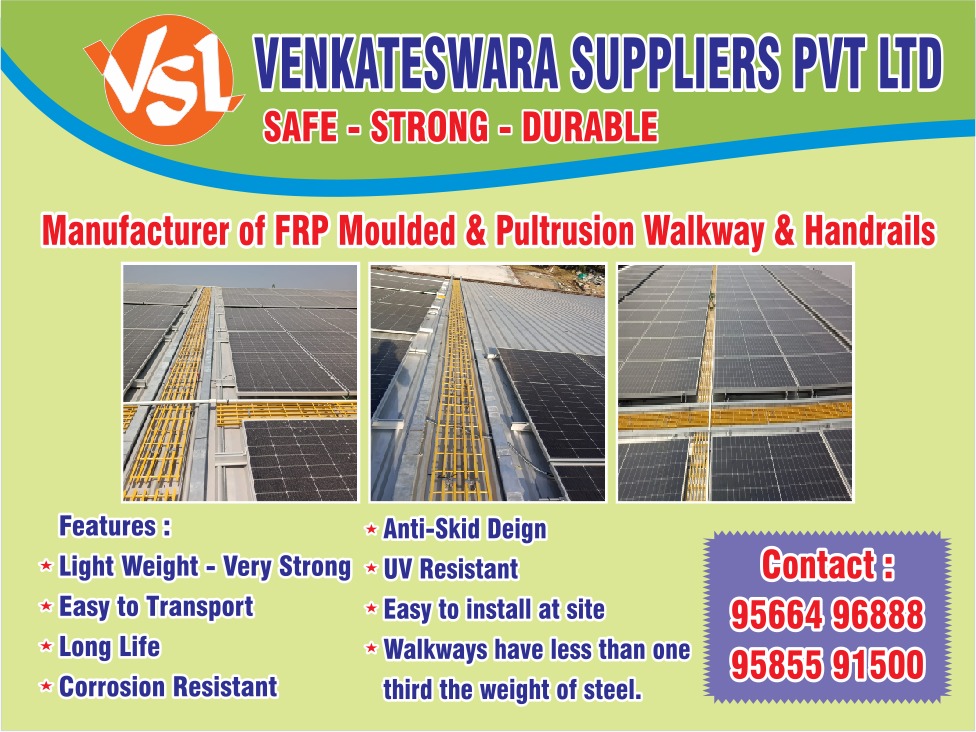 VSL
VENKATESWARA SUPPLIERS PVT LTD
SAFE - STRONG - DURABLE
Manufacturer of FRP Moulded & Pultrusion Walkway & Handrails
Features :
★ Light Weight - Very Strong
★ Easy to Transport
★ Long Life
★ Corrosion Resistant
★ Anti-Skid Deign
★ UV Resistant
★ Easy to install at site
★ Walkways have less than one
third the weight of steel.
Contact :
95664 96888
95855 91500